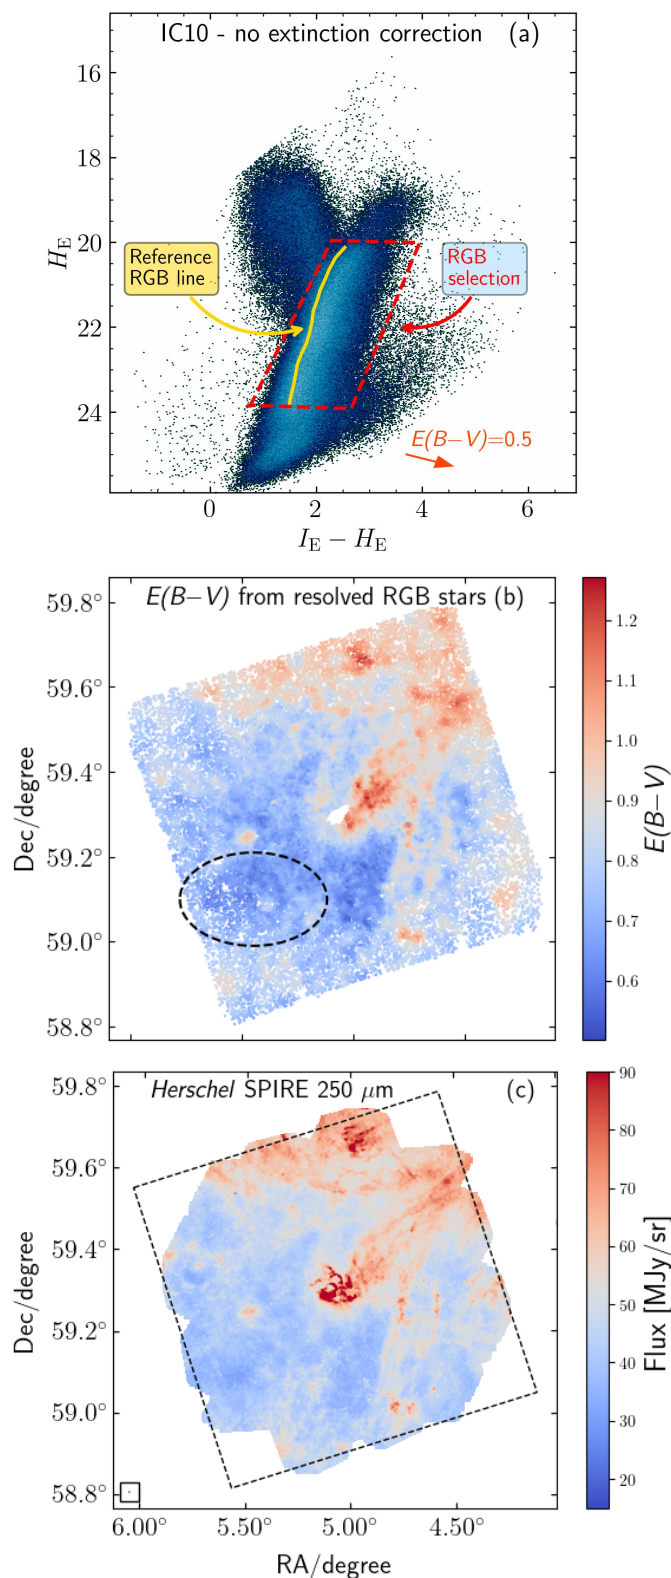 IC10 - no extinction correction (a)
16
18
20
22
24
H_E
Reference
RGB line
RGB
selection
E(B−V)=0.5
0 2 4 6
I_E − H_E
E(B−V) from resolved RGB stars (b)
59.8°
59.6°
59.4°
59.2°
59.0°
58.8°
Dec/degree
1.2
1.1
1.0
0.9
0.8
0.7
0.6
E(B−V)
Herschel SPIRE 250 μm (c)
59.8°
59.6°
59.4°
59.2°
59.0°
58.8°
Dec/degree
90
80
70
60
50
40
30
20
Flux [MJy/sr]
6.00° 5.50° 5.00° 4.50°
RA/degree